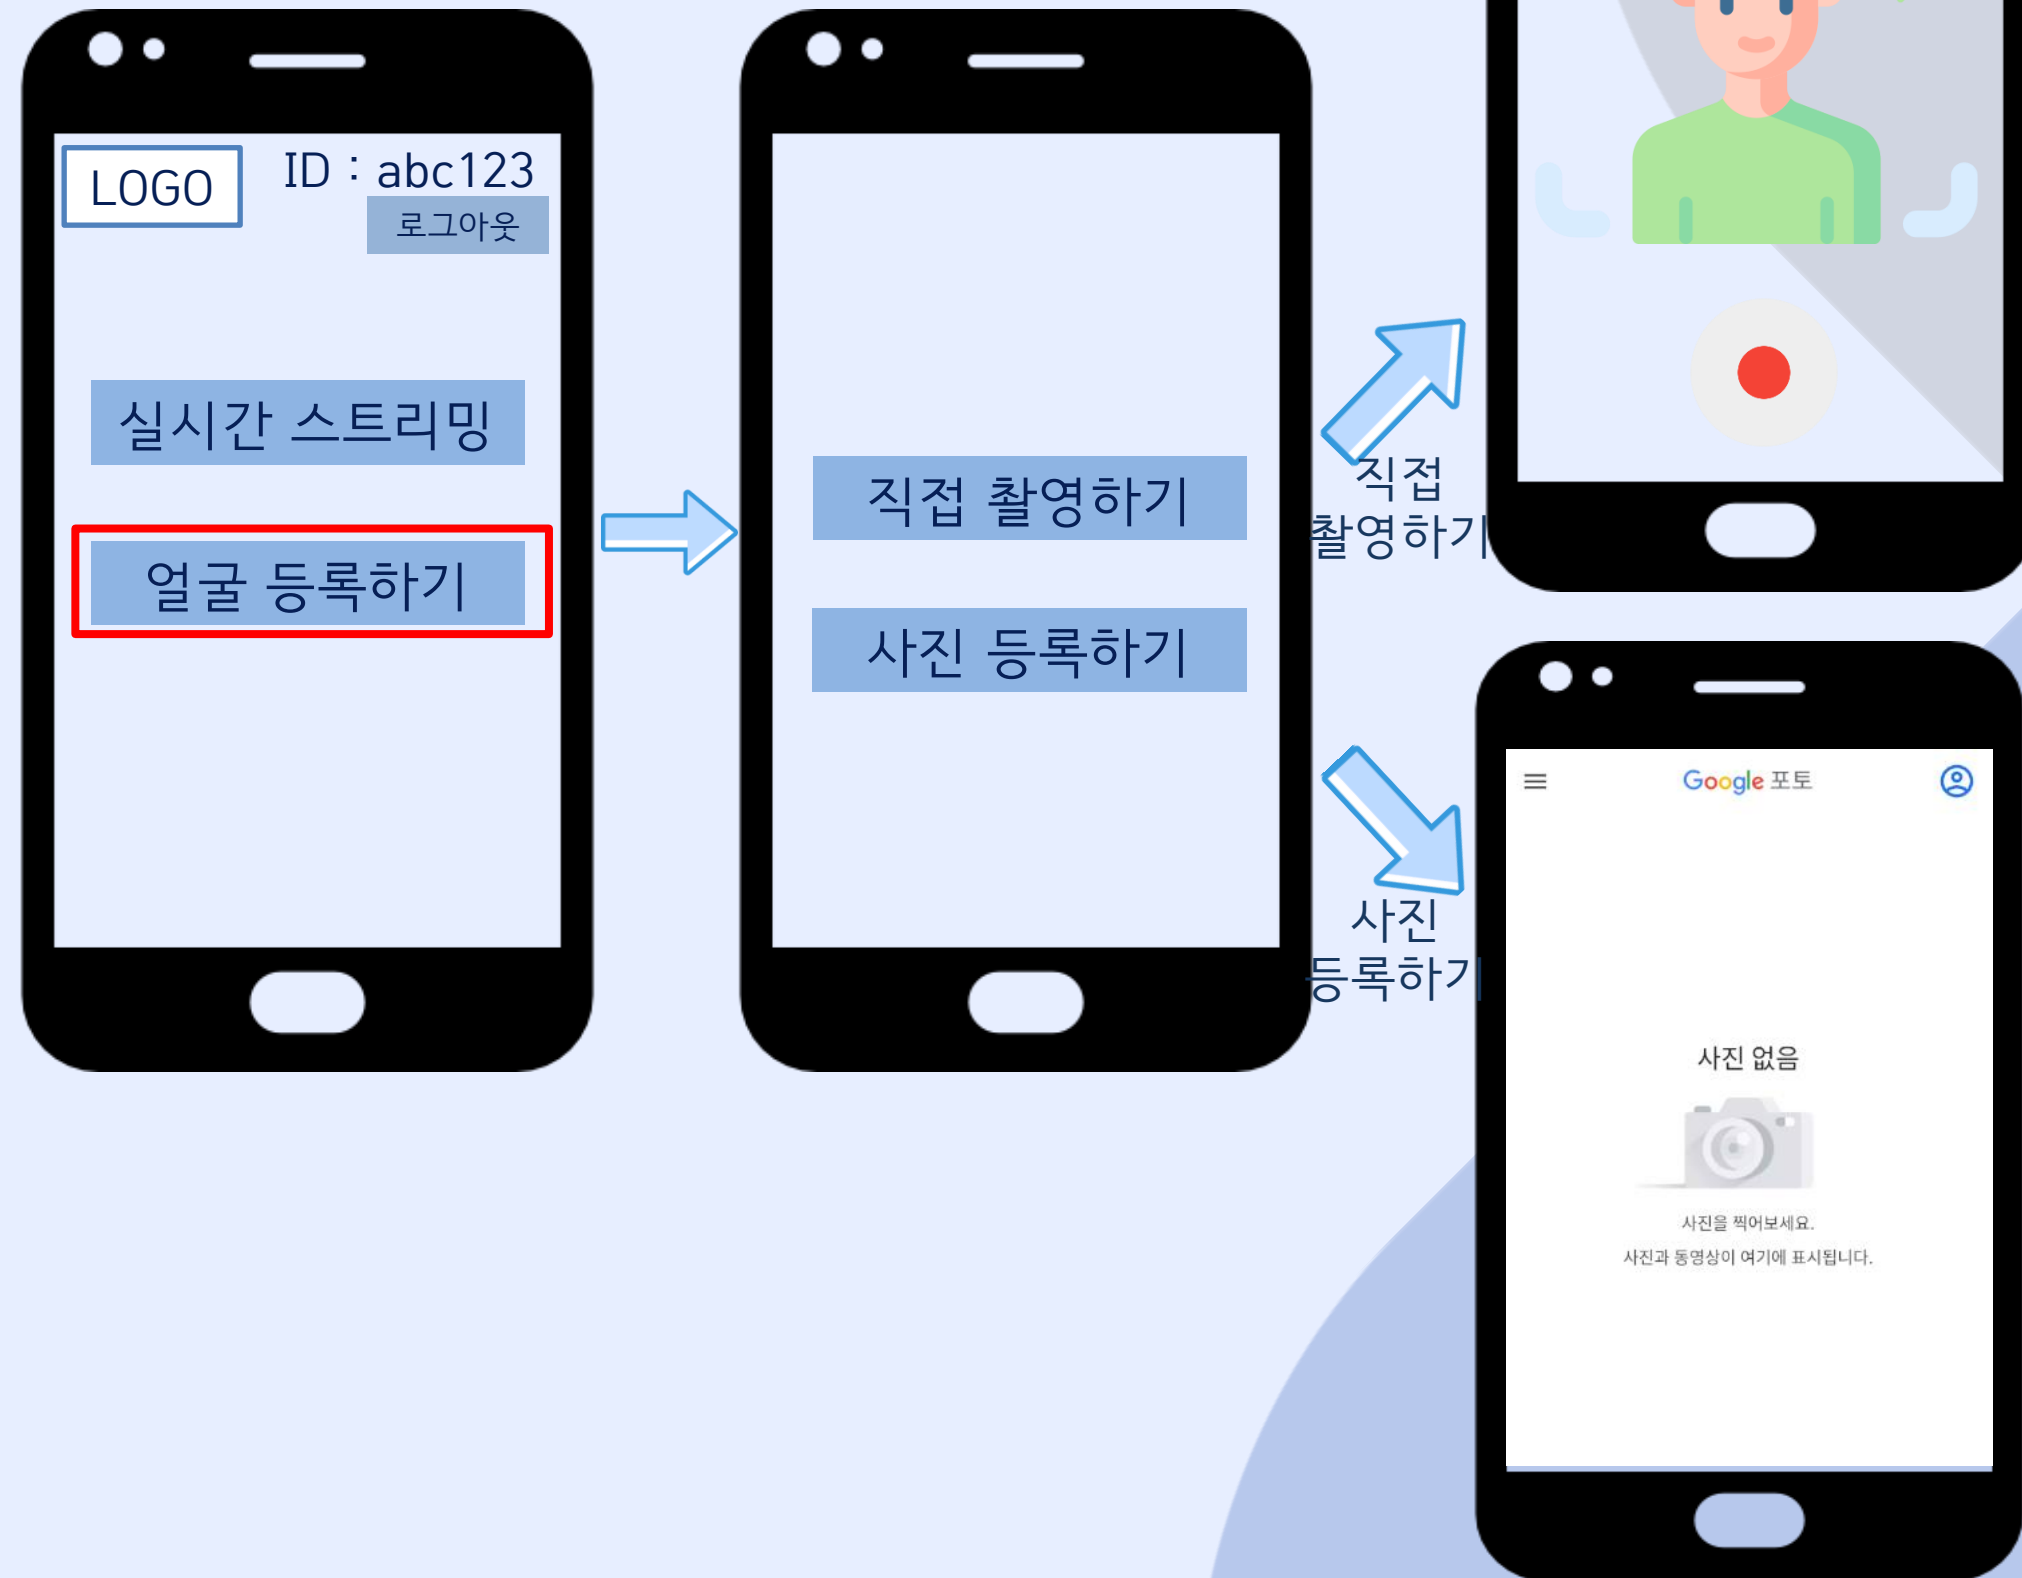 LOGO
ID : abc123
로그아웃
실시간 스트리밍
얼굴 등록하기
직접 촬영하기
사진 등록하기
직접
촬영하기
사진
등록하기
Google 포토
사진 없음
사진을 찍어보세요.
사진과 동영상이 여기에 표시됩니다.